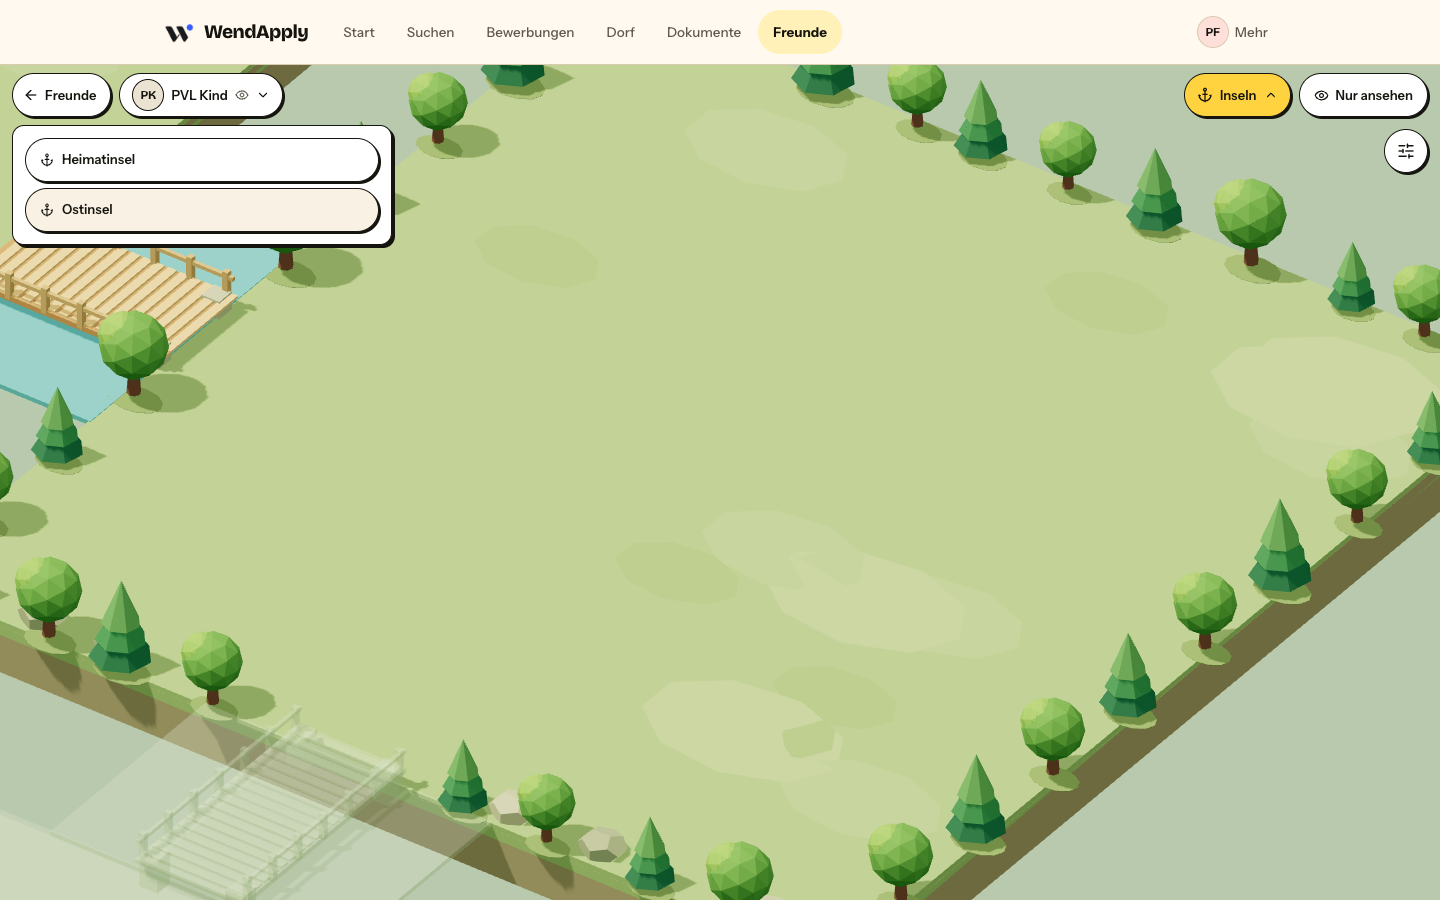 WendApply
Start
Suchen
Bewerbungen
Dorf
Dokumente
Freunde
PF
Mehr
Freunde
PK
PVL Kind
Inseln
Nur ansehen
Heimatinsel
Ostinsel